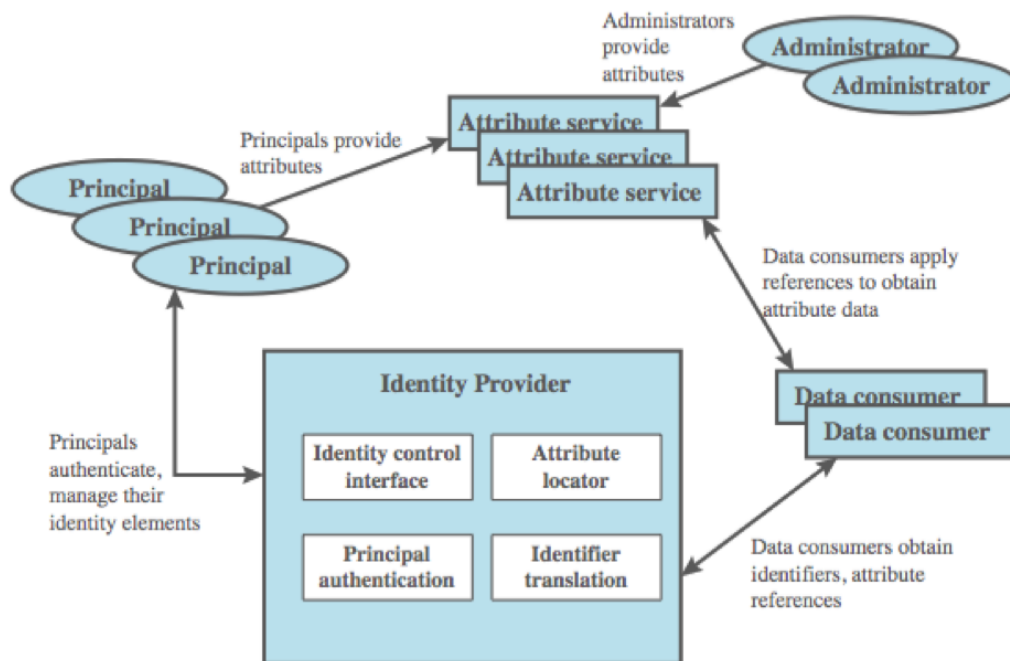 Administrators
provide
attributes
Administrator
Administrator
Attribute service
Attribute service
Attribute service
Principals provide
attributes
Principal
Principal
Principal
Data consumers apply
references to obtain
attribute data
Identity Provider
Data consumer
Data consumer
Identity control
interface
Attribute
locator
Principals
authenticate,
manage their
identity elements
Principal
authentication
Identifier
translation
Data consumers obtain
identifiers, attribute
references